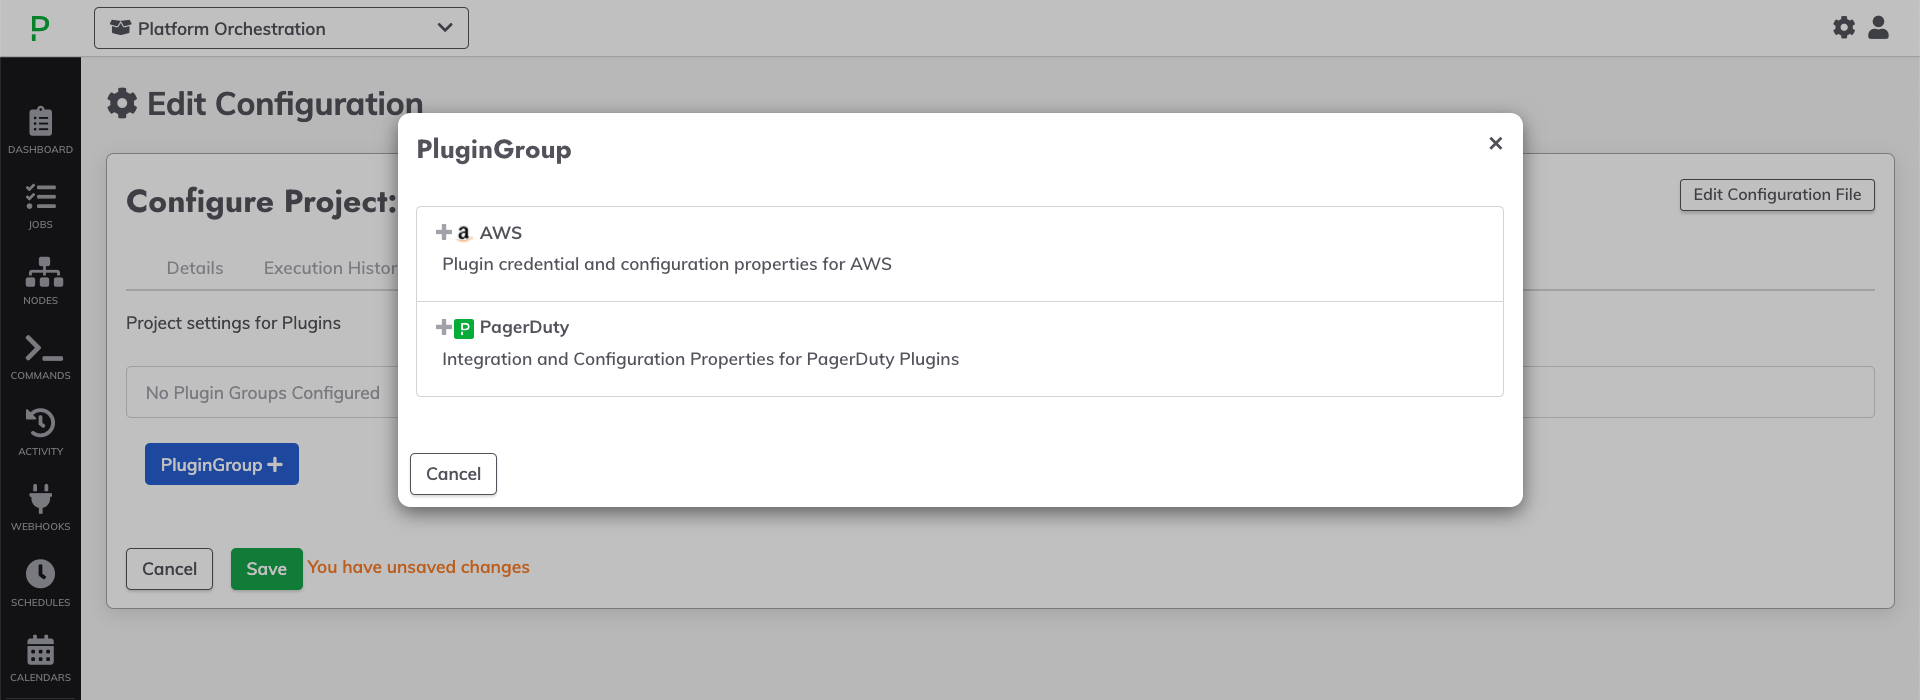 P
Platform Orchestration
DASHBOARD
JOBS
NODES
COMMANDS
ACTIVITY
WEBHOOKS
SCHEDULES
CALENDARS
Edit Configuration
Configure Project:
Edit Configuration File
Details Execution Histor
Project settings for Plugins
No Plugin Groups Configured
PluginGroup
Cancel
Save
You have unsaved changes
PluginGroup
×
a AWS
Plugin credential and configuration properties for AWS
P PagerDuty
Integration and Configuration Properties for PagerDuty Plugins
Cancel